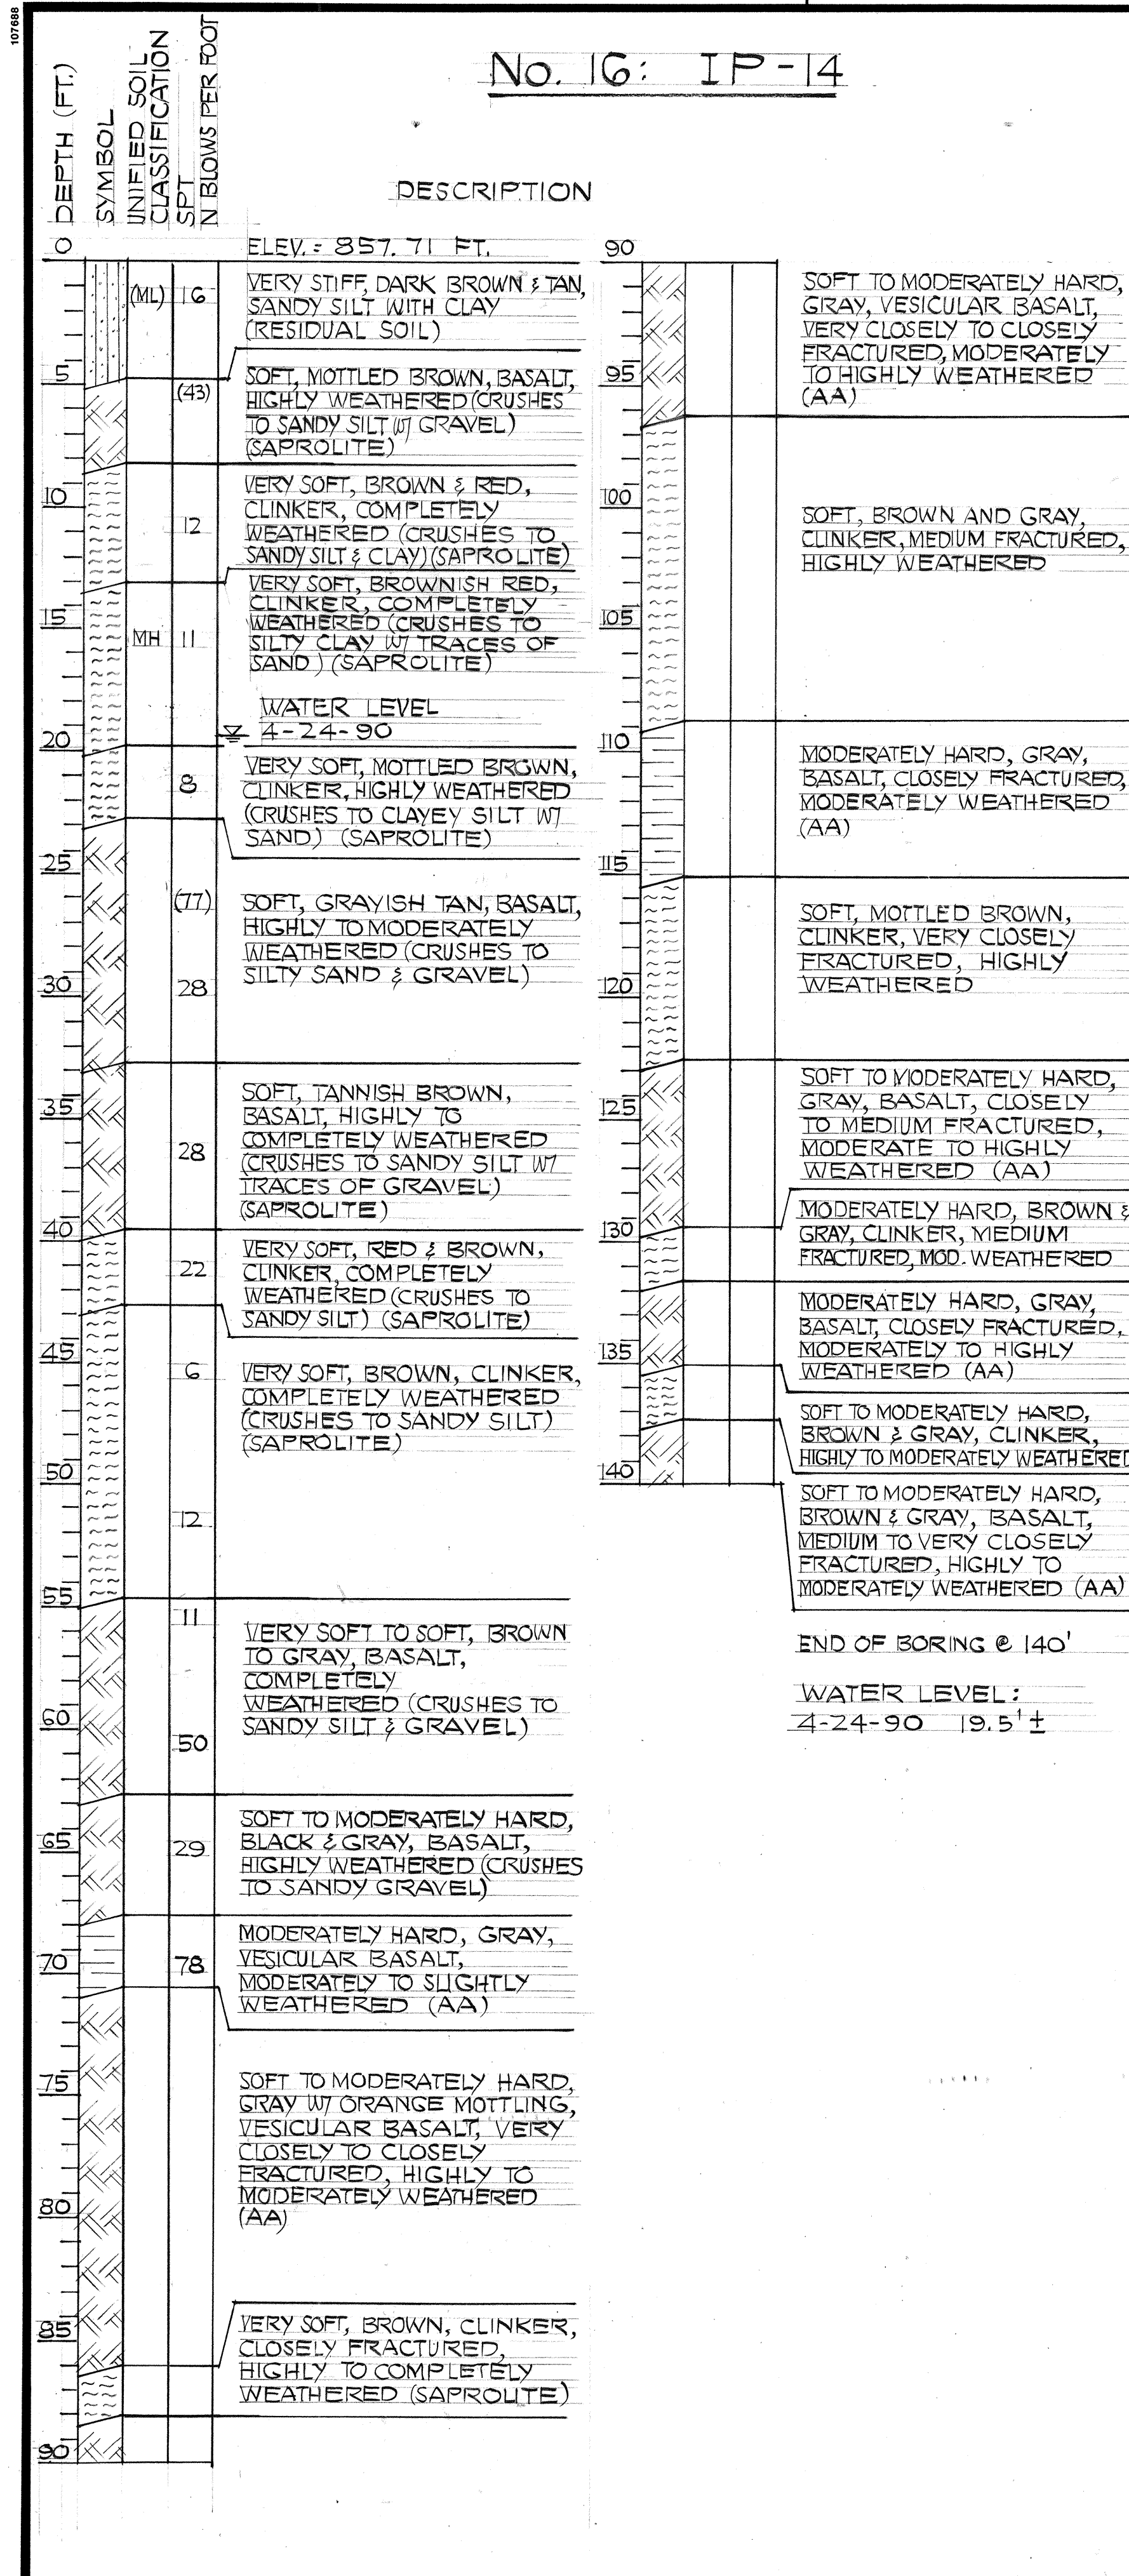 107688
No. 16: IP-14
DEPTH (FT.)
SYMBOL
UNIFIED SOIL
CLASSIFICATION
SPT
N BLOWS PER FOOT
DESCRIPTION
0
ELEV. = 857.71 FT.
(ML) 16
VERY STIFF, DARK BROWN & TAN,
SANDY SILT WITH CLAY
(RESIDUAL SOIL)
5
(43)
SOFT, MOTTLED BROWN, BASALT,
HIGHLY WEATHERED (CRUSHES
TO SANDY SILT W/ GRAVEL)
(SAPROLITE)
10
12
VERY SOFT, BROWN & RED,
CLINKER, COMPLETELY
WEATHERED (CRUSHES TO
SANDY SILT & CLAY)(SAPROLITE)
15
MH 11
VERY SOFT, BROWNISH RED,
CLINKER, COMPLETELY
WEATHERED (CRUSHES TO
SILTY CLAY W/ TRACES OF
SAND) (SAPROLITE)
WATER LEVEL
4-24-90
20
8
VERY SOFT, MOTTLED BROWN,
CLINKER, HIGHLY WEATHERED
(CRUSHES TO CLAYEY SILT W/
SAND) (SAPROLITE)
25
(77)
SOFT, GRAYISH TAN, BASALT,
HIGHLY TO MODERATELY
WEATHERED (CRUSHES TO
SILTY SAND & GRAVEL)
30
28
35
28
SOFT, TANNISH BROWN,
BASALT, HIGHLY TO
COMPLETELY WEATHERED
(CRUSHES TO SANDY SILT W/
TRACES OF GRAVEL)
(SAPROLITE)
40
22
VERY SOFT, RED & BROWN,
CLINKER, COMPLETELY
WEATHERED (CRUSHES TO
SANDY SILT) (SAPROLITE)
45
6
VERY SOFT, BROWN, CLINKER,
COMPLETELY WEATHERED
(CRUSHES TO SANDY SILT)
(SAPROLITE)
50
12
55
11
VERY SOFT TO SOFT, BROWN
TO GRAY, BASALT,
COMPLETELY
WEATHERED (CRUSHES TO
SANDY SILT & GRAVEL)
60
50
65
29
SOFT TO MODERATELY HARD,
BLACK & GRAY, BASALT,
HIGHLY WEATHERED (CRUSHES
TO SANDY GRAVEL)
70
78
MODERATELY HARD, GRAY,
VESICULAR BASALT,
MODERATELY TO SLIGHTLY
WEATHERED (AA)
75
SOFT TO MODERATELY HARD,
GRAY W/ ORANGE MOTTLING,
VESICULAR BASALT, VERY
CLOSELY TO CLOSELY
FRACTURED, HIGHLY TO
MODERATELY WEATHERED
(AA)
80
85
VERY SOFT, BROWN, CLINKER,
CLOSELY FRACTURED,
HIGHLY TO COMPLETELY
WEATHERED (SAPROLITE)
90
90
SOFT TO MODERATELY HARD,
GRAY, VESICULAR BASALT,
VERY CLOSELY TO CLOSELY
FRACTURED, MODERATELY
TO HIGHLY WEATHERED
(AA)
95
100
SOFT, BROWN AND GRAY,
CLINKER, MEDIUM FRACTURED,
HIGHLY WEATHERED
105
110
MODERATELY HARD, GRAY,
BASALT, CLOSELY FRACTURED,
MODERATELY WEATHERED
(AA)
115
SOFT, MOTTLED BROWN,
CLINKER, VERY CLOSELY
FRACTURED, HIGHLY
WEATHERED
120
125
SOFT TO MODERATELY HARD,
GRAY, BASALT, CLOSELY
TO MEDIUM FRACTURED,
MODERATE TO HIGHLY
WEATHERED (AA)
130
MODERATELY HARD, BROWN &
GRAY, CLINKER, MEDIUM
FRACTURED, MOD. WEATHERED
135
MODERATELY HARD, GRAY,
BASALT, CLOSELY FRACTURED,
MODERATELY TO HIGHLY
WEATHERED (AA)
SOFT TO MODERATELY HARD,
BROWN & GRAY, CLINKER,
HIGHLY TO MODERATELY WEATHERED
140
SOFT TO MODERATELY HARD,
BROWN & GRAY, BASALT,
MEDIUM TO VERY CLOSELY
FRACTURED, HIGHLY TO
MODERATELY WEATHERED (AA)
END OF BORING @ 140'
WATER LEVEL:
4-24-90 19.5'±